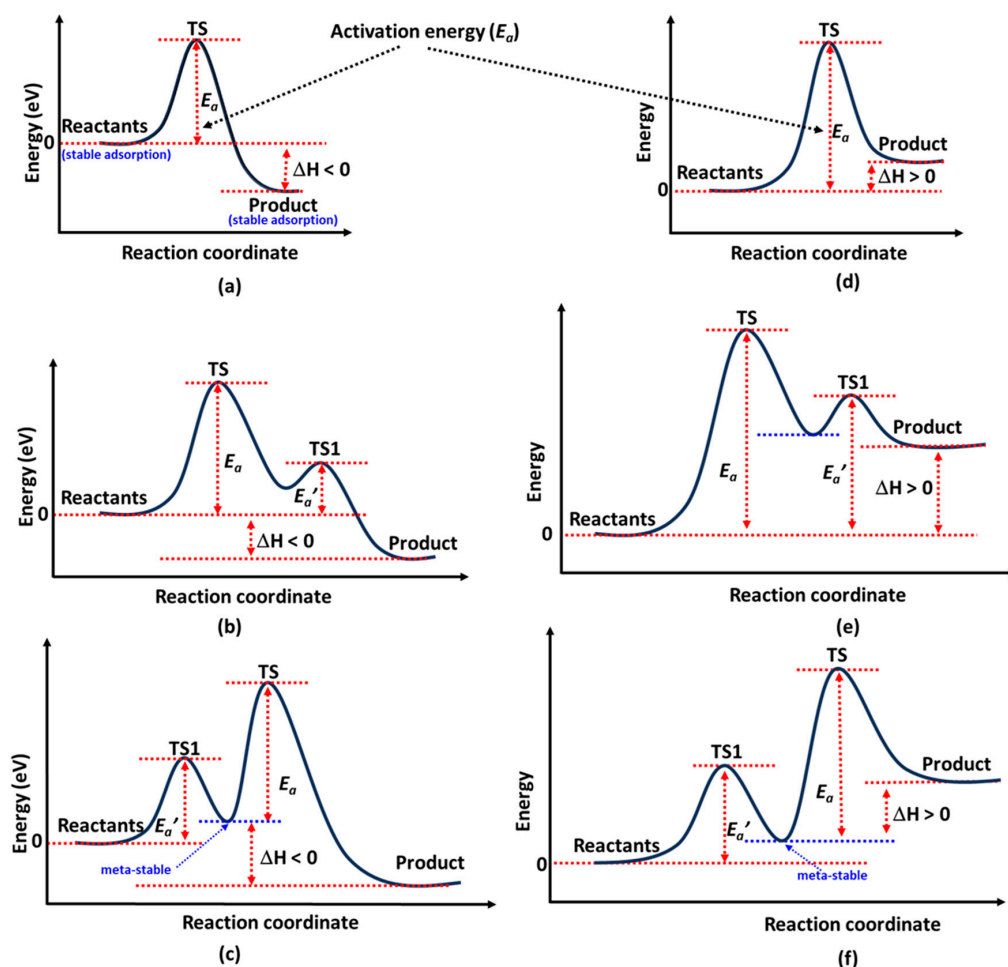 TS
Activation energy (Ea)
Energy (eV)
Ea
Reactants
(stable adsorption)
0
ΔH < 0
Product
(stable adsorption)
Reaction coordinate
(a)
TS
Energy (eV)
Ea
Product
Reactants
ΔH > 0
0
Reaction coordinate
(d)
TS
Energy (eV)
TS1
Ea
Ea′
Reactants
0
ΔH < 0
Product
Reaction coordinate
(b)
TS
Energy
TS1
Product
Ea
Ea′
ΔH > 0
Reactants
0
Reaction coordinate
(e)
TS
Energy (eV)
TS1
Ea
Reactants
Ea′
0
meta-stable
ΔH < 0
Product
Reaction coordinate
(c)
TS
Energy
TS1
Ea
Product
Ea′
ΔH > 0
Reactants
0
meta-stable
Reaction coordinate
(f)